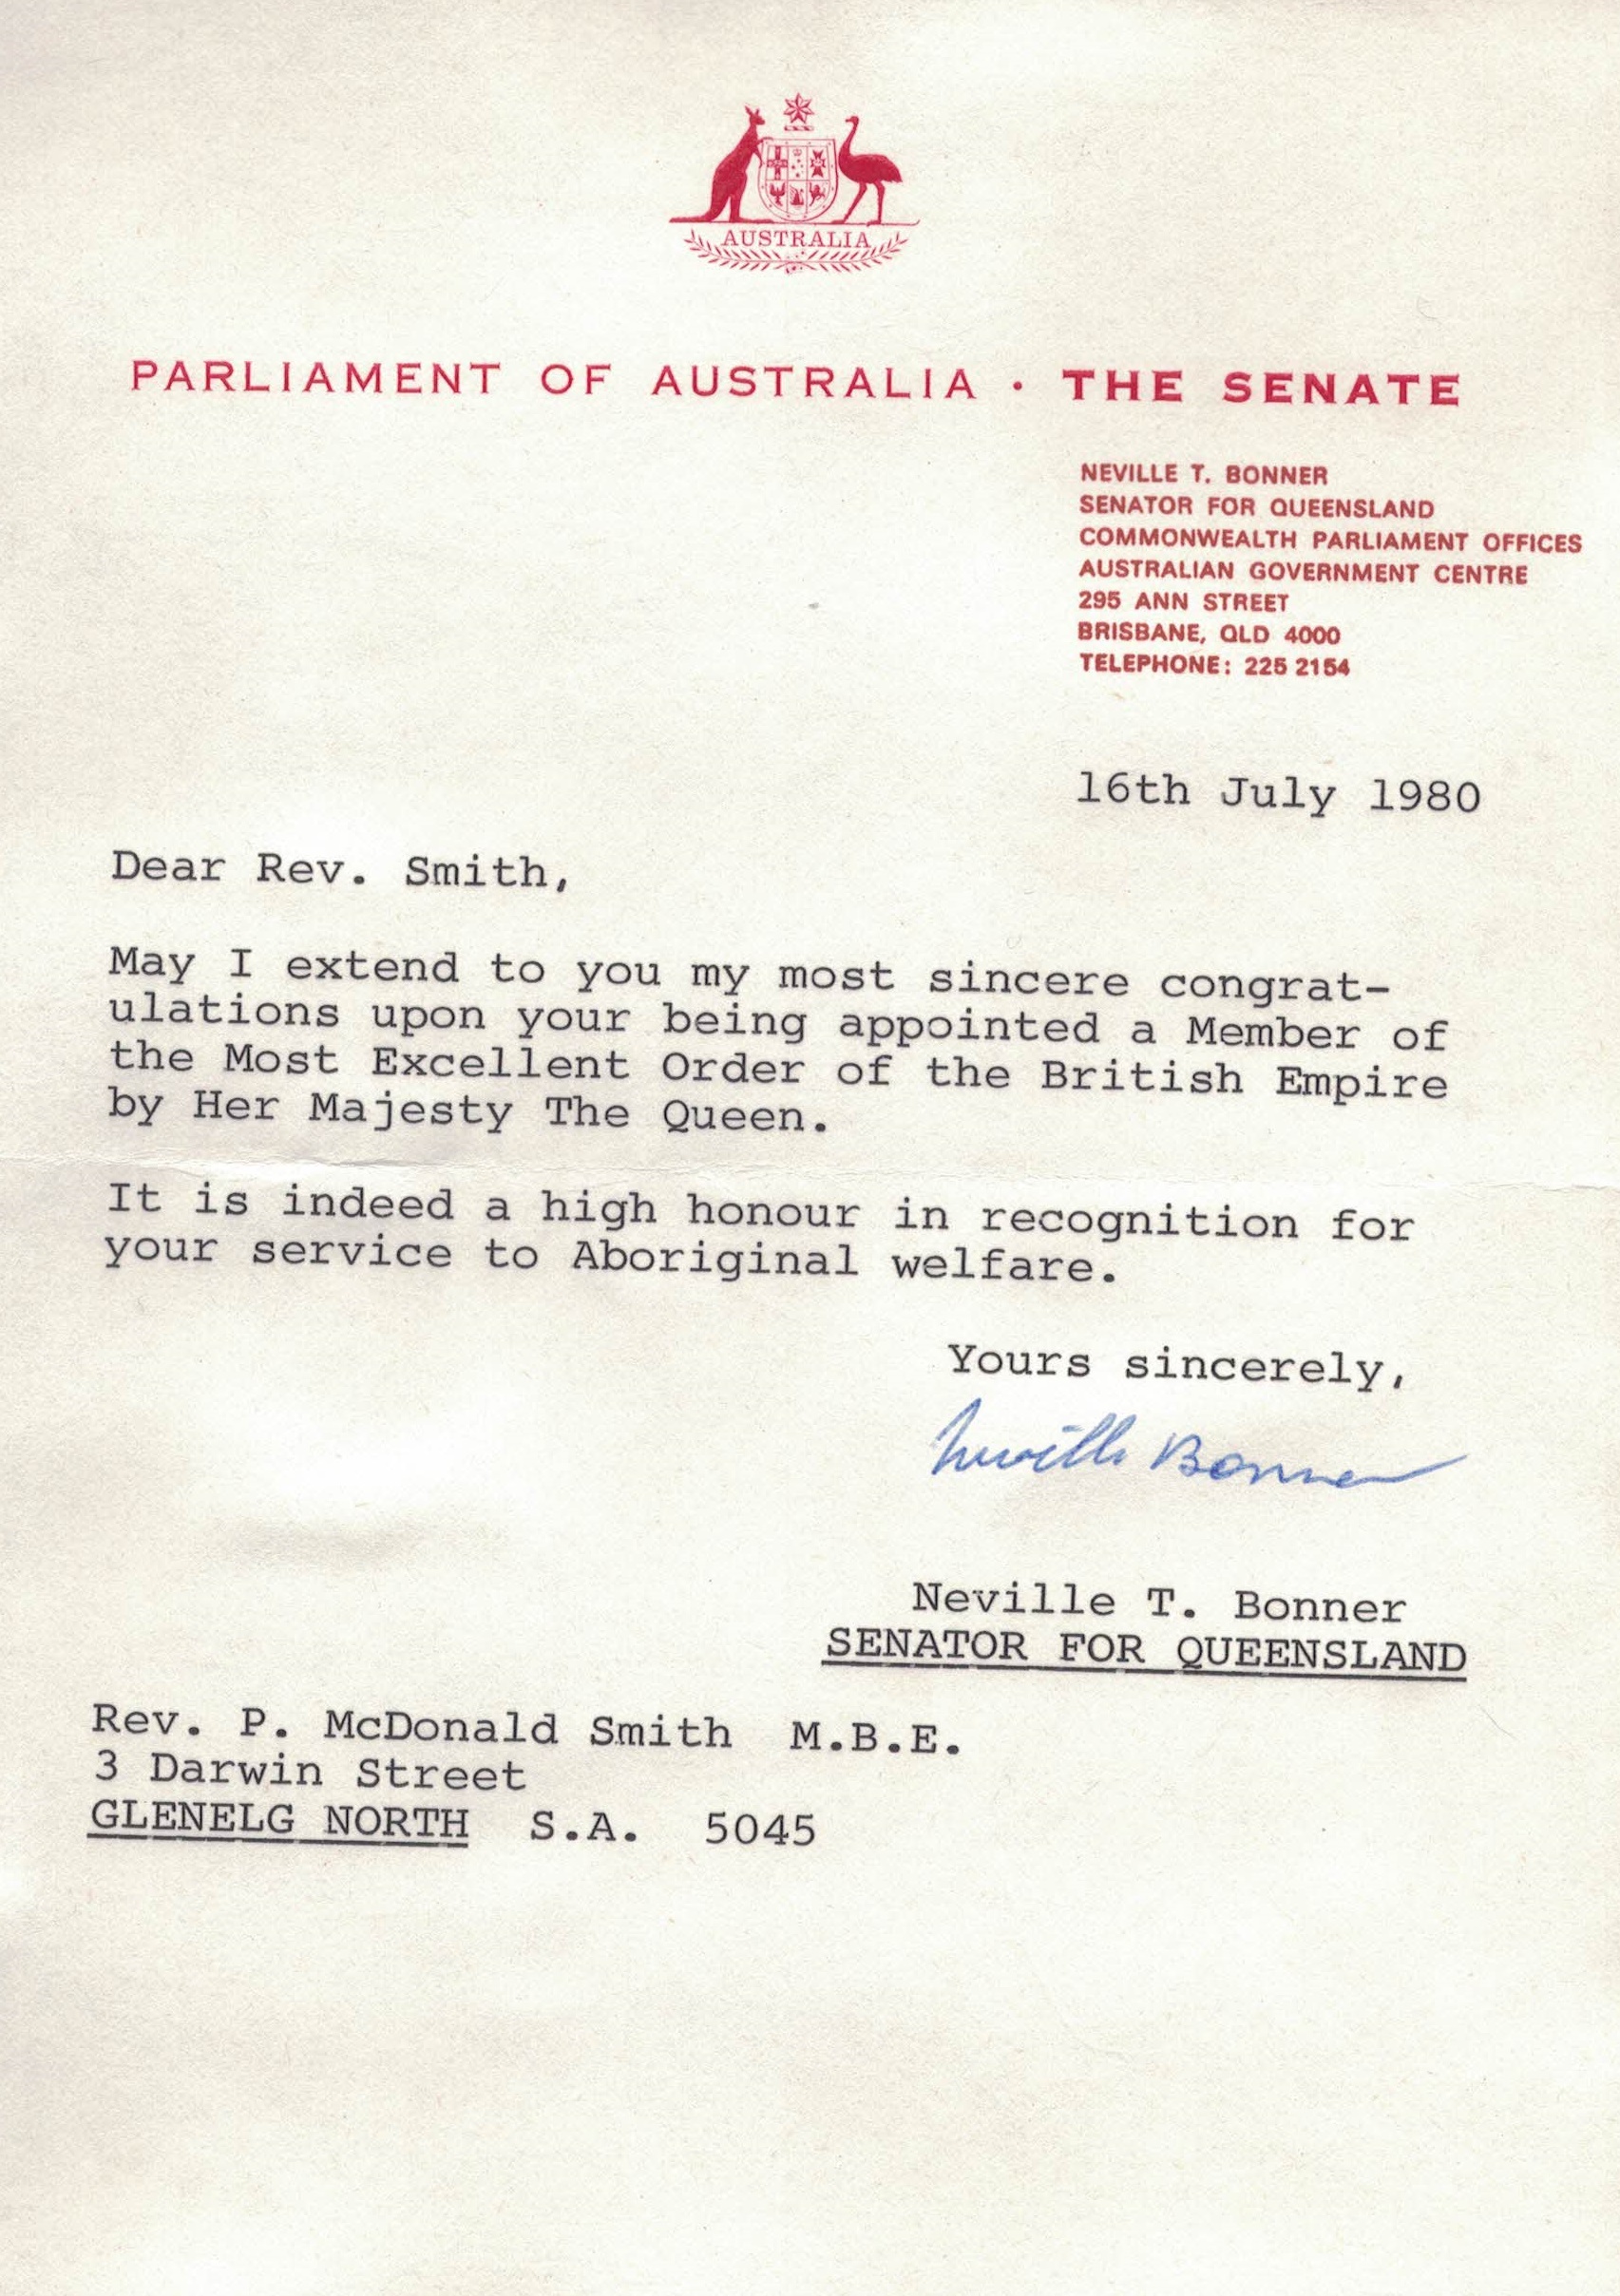 AUSTRALIA
PARLIAMENT OF AUSTRALIA · THE SENATE
NEVILLE T. BONNER
SENATOR FOR QUEENSLAND
COMMONWEALTH PARLIAMENT OFFICES
AUSTRALIAN GOVERNMENT CENTRE
295 ANN STREET
BRISBANE, QLD 4000
TELEPHONE: 225 2154
16th July 1980
Dear Rev. Smith,
May I extend to you my most sincere congrat-
ulations upon your being appointed a Member of
the Most Excellent Order of the British Empire
by Her Majesty The Queen.
It is indeed a high honour in recognition for
your service to Aboriginal welfare.
Yours sincerely,
Neville Bonner
Neville T. Bonner
SENATOR FOR QUEENSLAND
Rev. P. McDonald Smith M.B.E.
3 Darwin Street
GLENELG NORTH S.A. 5045